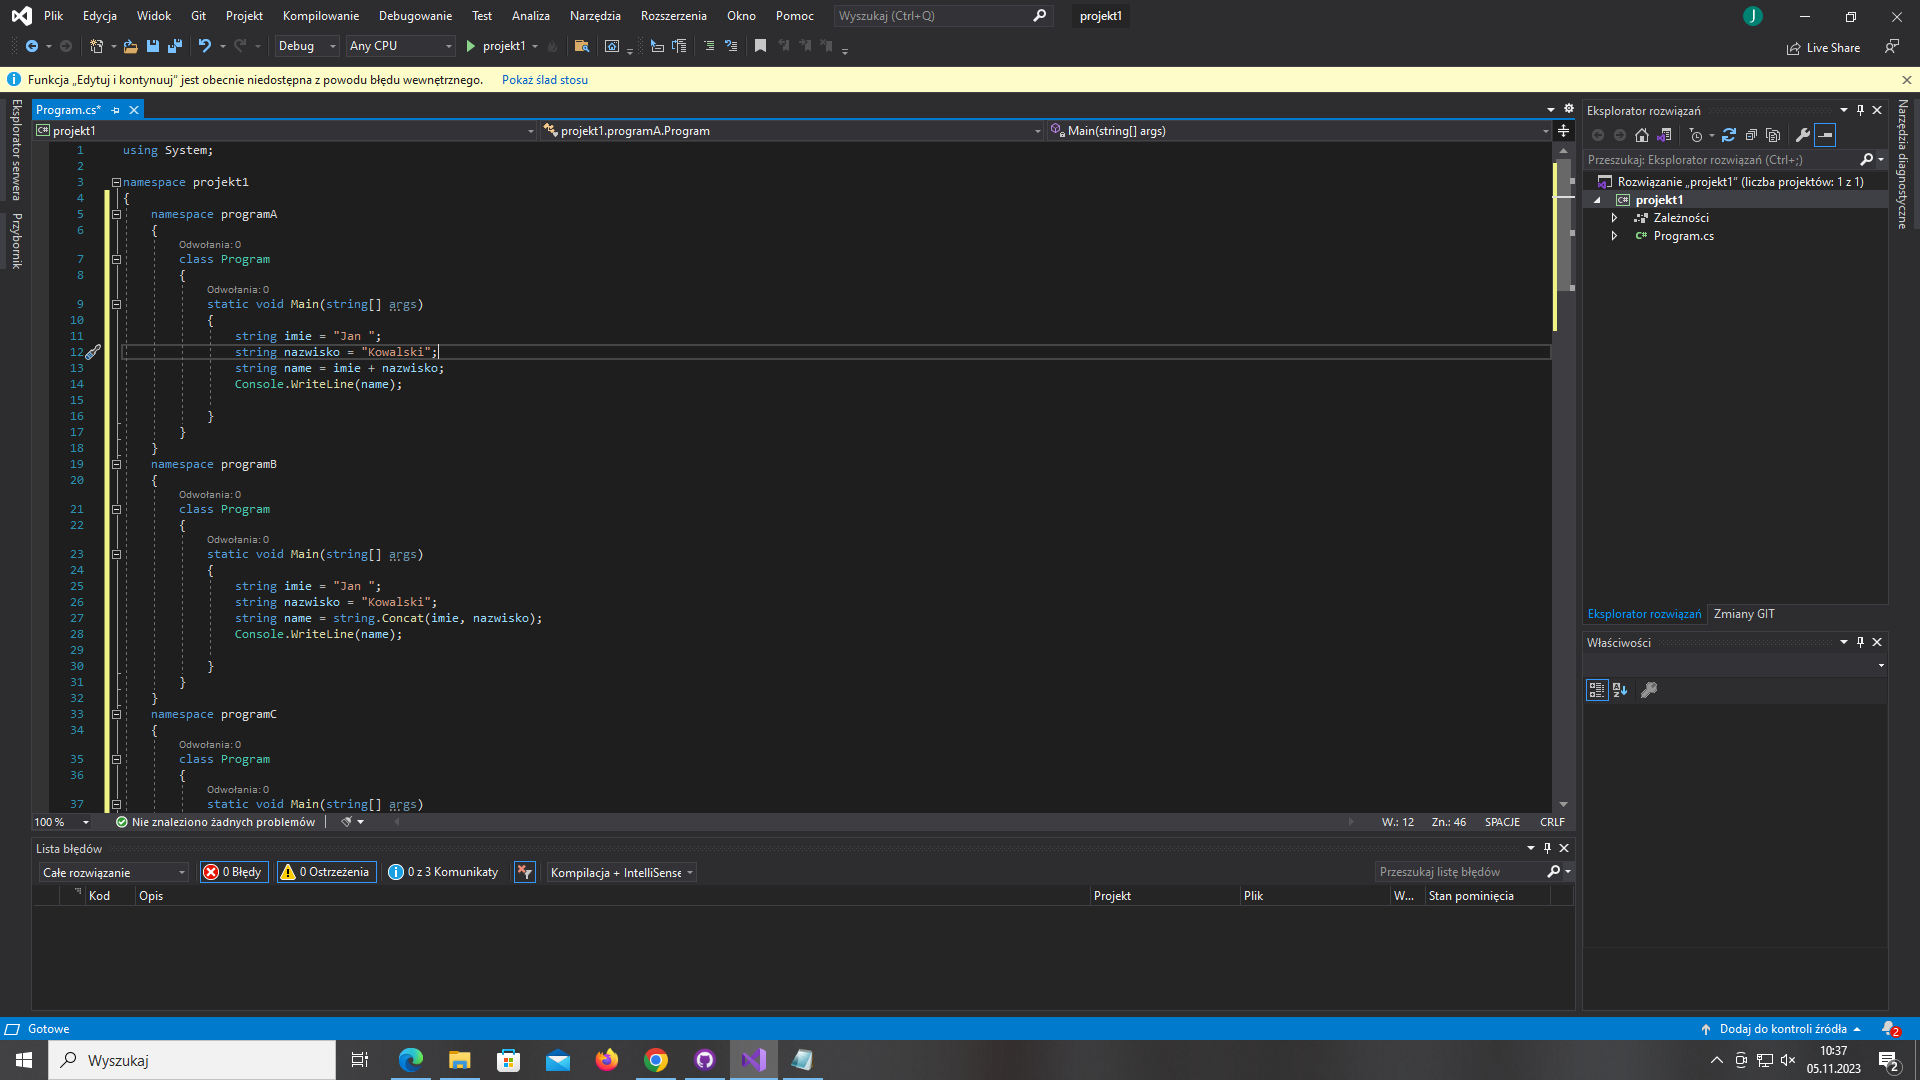 Plik Edycja Widok Git Projekt Kompilowanie Debugowanie Test Analiza Narzędzia Rozszerzenia Okno Pomoc Wyszukaj (Ctrl+Q) projekt1 J
Debug Any CPU projekt1 Live Share
Funkcja „Edytuj i kontynuuj” jest obecnie niedostępna z powodu błędu wewnętrznego. Pokaż ślad stosu
Eksplorator serwera
Przybornik
Program.cs*
projekt1 projekt1.programA.Program Main(string[] args)
1 using System;
2
3 namespace projekt1
4 {
5 namespace programA
6 {
Odwołania: 0
7 class Program
8 {
Odwołania: 0
9 static void Main(string[] args)
10 {
11 string imie = "Jan ";
12 string nazwisko = "Kowalski";
13 string name = imie + nazwisko;
14 Console.WriteLine(name);
15
16 }
17 }
18 }
19 namespace programB
20 {
Odwołania: 0
21 class Program
22 {
Odwołania: 0
23 static void Main(string[] args)
24 {
25 string imie = "Jan ";
26 string nazwisko = "Kowalski";
27 string name = string.Concat(imie, nazwisko);
28 Console.WriteLine(name);
29
30 }
31 }
32 }
33 namespace programC
34 {
Odwołania: 0
35 class Program
36 {
Odwołania: 0
37 static void Main(string[] args)
100 % Nie znaleziono żadnych problemów W.: 12 Zn.: 46 SPACJE CRLF
Lista błędów
Całe rozwiązanie 0 Błędy 0 Ostrzeżenia 0 z 3 Komunikaty Kompilacja + IntelliSense Przeszukaj listę błędów
Kod Opis Projekt Plik W... Stan pominięcia
Eksplorator rozwiązań
Przeszukaj: Eksplorator rozwiązań (Ctrl+;)
Rozwiązanie „projekt1” (liczba projektów: 1 z 1)
projekt1
Zależności
C# Program.cs
Eksplorator rozwiązań Zmiany GIT
Właściwości
Narzędzia diagnostyczne
Gotowe Dodaj do kontroli źródła 2
Wyszukaj
10:37
05.11.2023
2